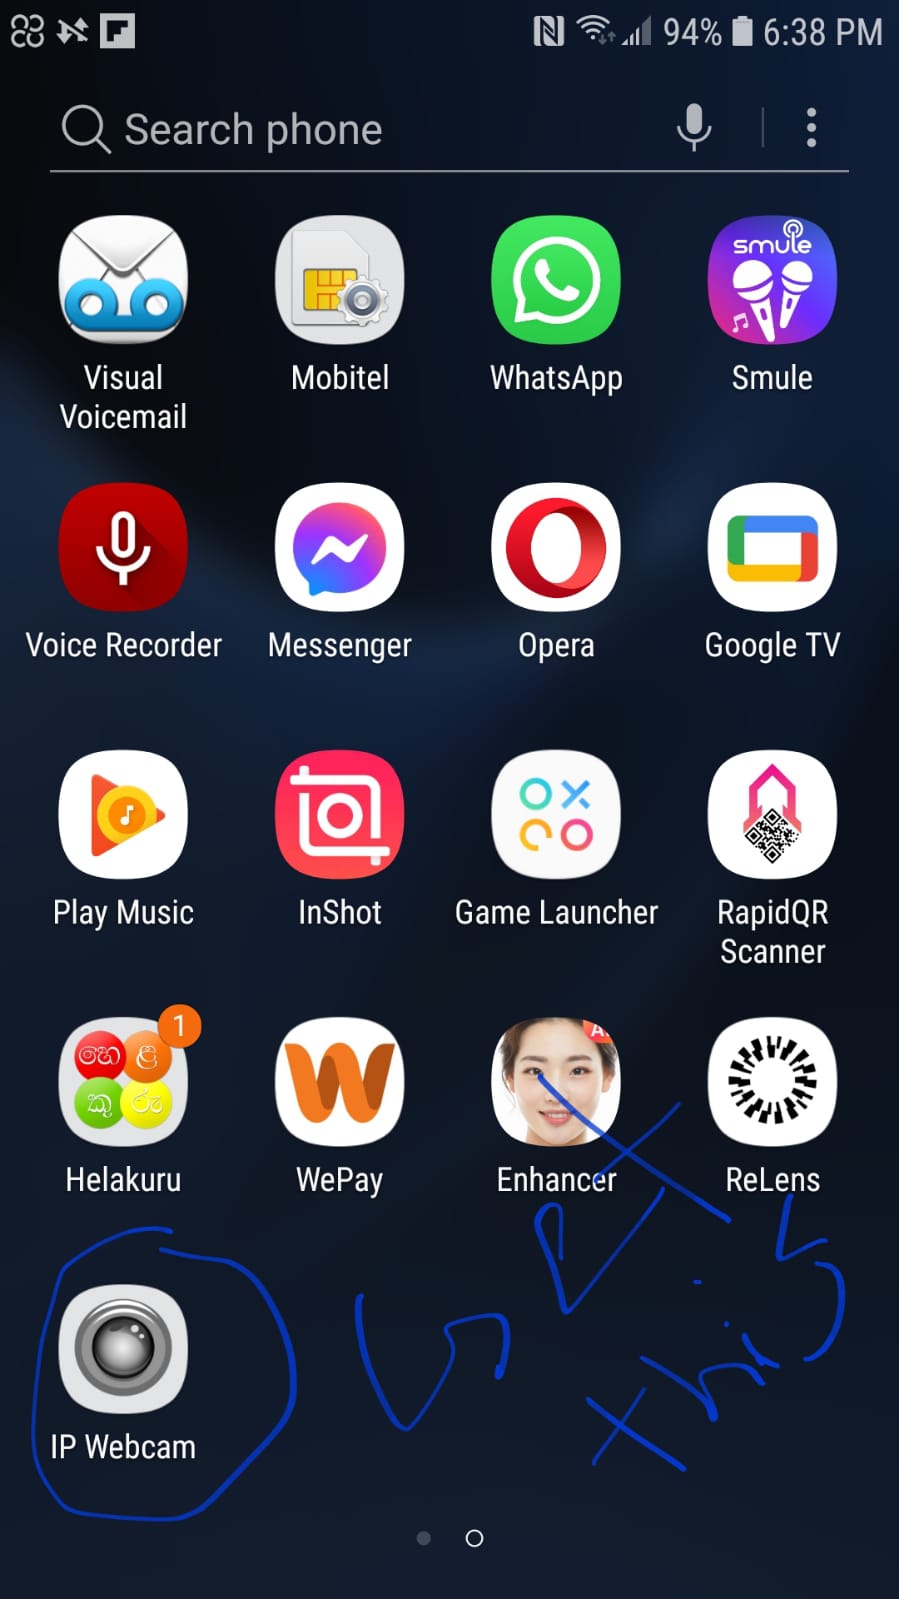 94% 6:38 PM
Search phone
smule
Visual
Voicemail
Mobitel
WhatsApp
Smule
Voice Recorder
Messenger
Opera
Google TV
Play Music
InShot
Game Launcher
RapidQR
Scanner
හෙ ළ 1
කු රු
Helakuru
WePay
Enhancer
ReLens
IP Webcam
Get
this